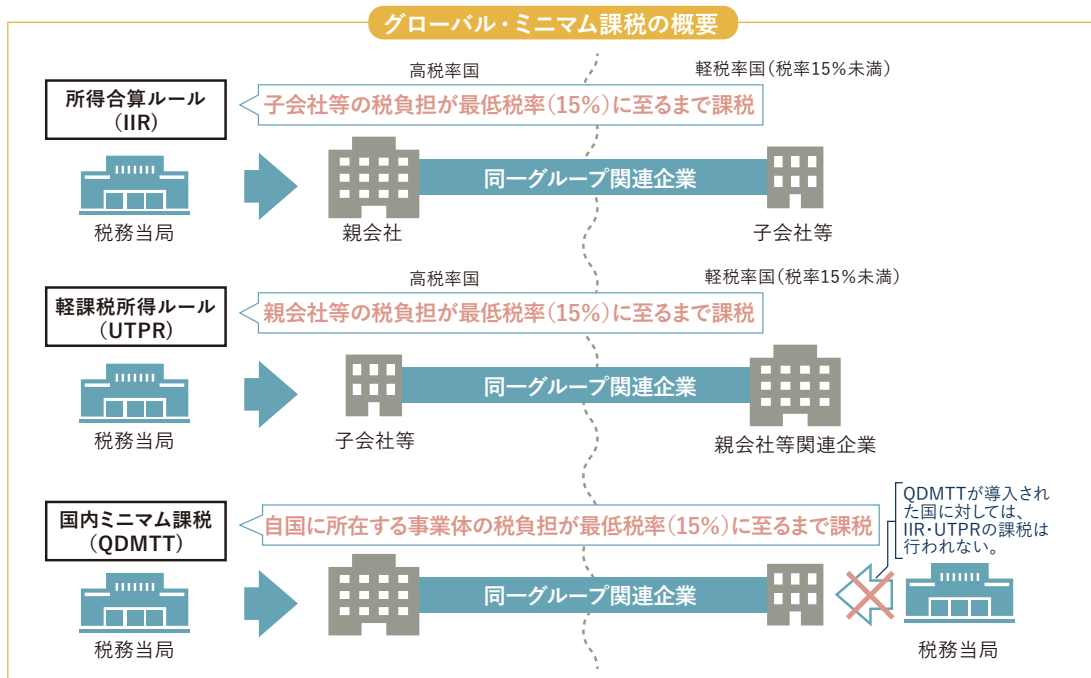 グローバル・ミニマム課税の概要
高税率国
軽税率国(税率15%未満)
所得合算ルール
(IIR)
子会社等の税負担が最低税率(15%)に至るまで課税
同一グループ関連企業
税務当局
親会社
子会社等
高税率国
軽税率国(税率15%未満)
軽課税所得ルール
(UTPR)
親会社等の税負担が最低税率(15%)に至るまで課税
同一グループ関連企業
税務当局
子会社等
親会社等関連企業
国内ミニマム課税
(QDMTT)
自国に所在する事業体の税負担が最低税率(15%)に至るまで課税
QDMTTが導入され
た国に対しては、
IIR・UTPRの課税は
行われない。
同一グループ関連企業
税務当局
税務当局